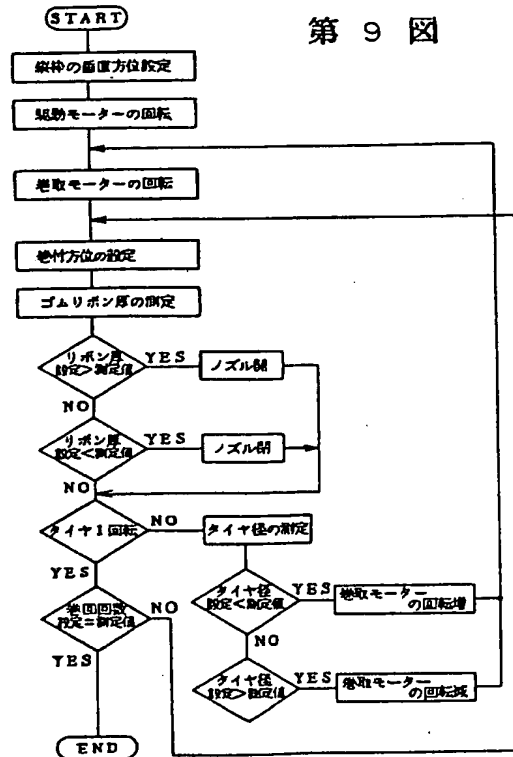 第 9 図
START
縦枠の垂直方位設定
駆動モーターの回転
巻取モーターの回転
巻付方位の設定
ゴムリボン厚の測定
リボン厚
設定>測定値
YES
ノズル開
NO
リボン厚
設定<測定値
YES
ノズル閉
NO
タイヤ1回転
NO
タイヤ径の測定
YES
タイヤ径
設定<測定値
YES
巻取モーター
の回転増
巻回回数
設定=測定値
NO
NO
YES
タイヤ径
設定>測定値
YES
巻取モーター
の回転減
END